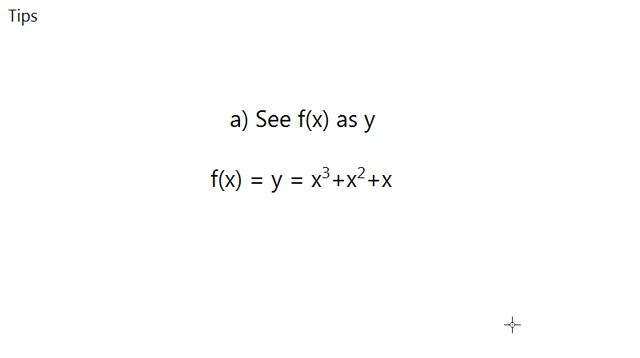 Tips
a) See f(x) as y
f(x) = y = x³+x²+x